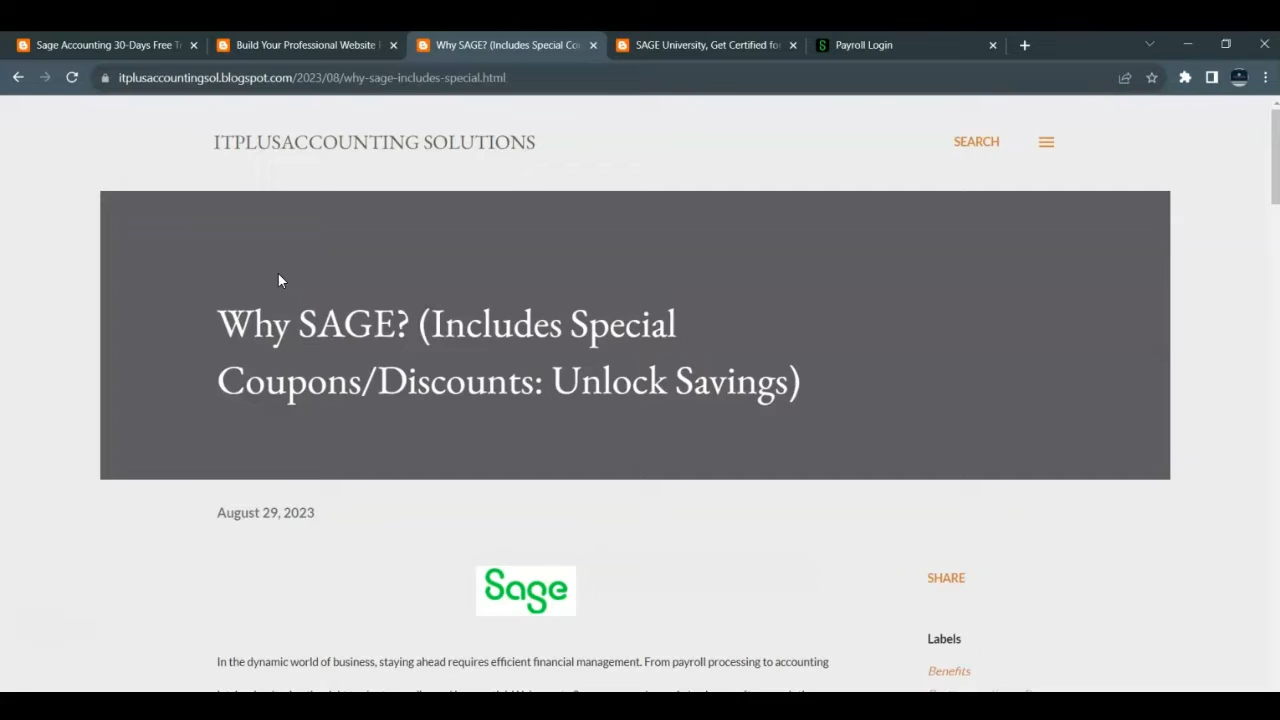 Sage Accounting 30-Days Free T
Build Your Professional Website
Why SAGE? (Includes Special Co
SAGE University, Get Certified fo
Payroll Login
itplusaccountingsol.blogspot.com/2023/08/why-sage-includes-special.html
ITPLUSACCOUNTING SOLUTIONS
SEARCH
Why SAGE? (Includes Special
Coupons/Discounts: Unlock Savings)
August 29, 2023
Sage
SHARE
Labels
In the dynamic world of business, staying ahead requires efficient financial management. From payroll processing to accounting
Benefits